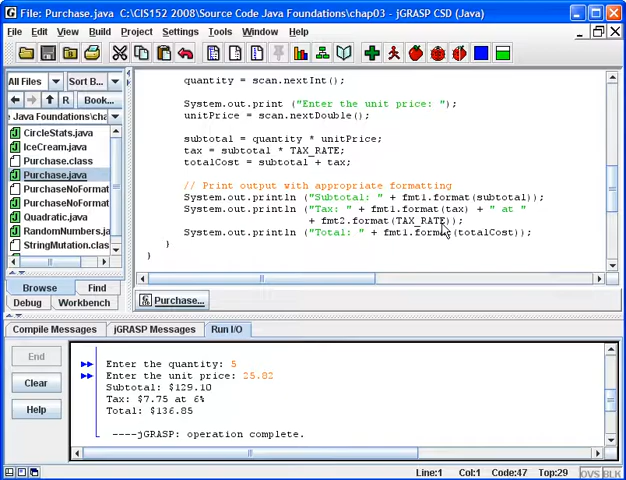 File: Purchase.java C:\CIS152 2008\Source Code Java Foundations\chap03 - jGRASP CSD (Java)
File Edit View Build Project Settings Tools Window Help
All Files Sort B...
R Book...
Java Foundations\cha
CircleStats.java
IceCream.java
Purchase.class
Purchase.java
PurchaseNoFormat
PurchaseNoFormat
Quadratic.java
RandomNumbers.ja
StringMutation.clas
Browse Find
Debug Workbench
quantity = scan.nextInt();
System.out.print ("Enter the unit price: ");
unitPrice = scan.nextDouble();
subtotal = quantity * unitPrice;
tax = subtotal * TAX_RATE;
totalCost = subtotal + tax;
// Print output with appropriate formatting
System.out.println ("Subtotal: " + fmt1.format(subtotal));
System.out.println ("Tax: " + fmt1.format(tax) + " at "
+ fmt2.format(TAX_RATE));
System.out.println ("Total: " + fmt1.format(totalCost));
}
}
Purchase...
Compile Messages jGRASP Messages Run I/O
End
Clear
Help
Enter the quantity: 5
Enter the unit price: 25.82
Subtotal: $129.10
Tax: $7.75 at 6%
Total: $136.85
----jGRASP: operation complete.
Line:1 Col:1 Code:47 Top:29 OVS BLK